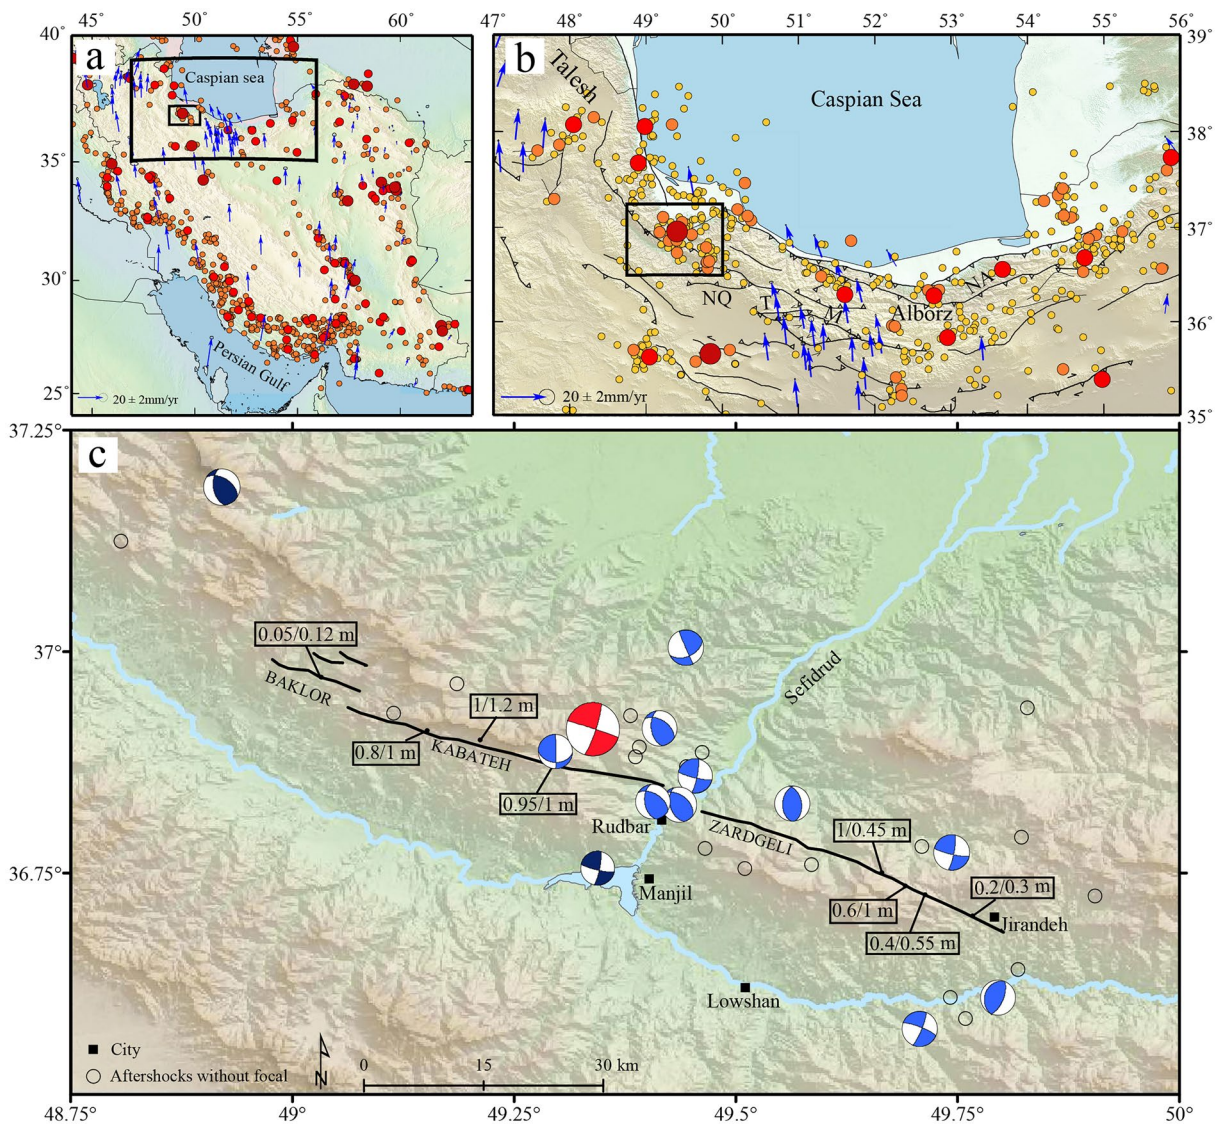 45° 50° 55° 60°
40°
35°
30°
25°
a
Caspian sea
Persian Gulf
20 ± 2mm/yr
47° 48° 49° 50° 51° 52° 53° 54° 55° 56°
39°
38°
37°
36°
35°
b
Talesh
Caspian Sea
NQ
T
M
Alborz
NA
20 ± 2mm/yr
37.25°
37°
36.75°
c
0.05/0.12 m
BAKLOR
1/1.2 m
0.8/1 m
KABATEH
0.95/1 m
Sefidrud
Rudbar
ZARDGELI
1/0.45 m
Manjil
0.6/1 m
0.2/0.3 m
0.4/0.55 m
Jirandeh
Lowshan
City
Aftershocks without focal
N
0 15 30 km
48.75° 49° 49.25° 49.5° 49.75° 50°